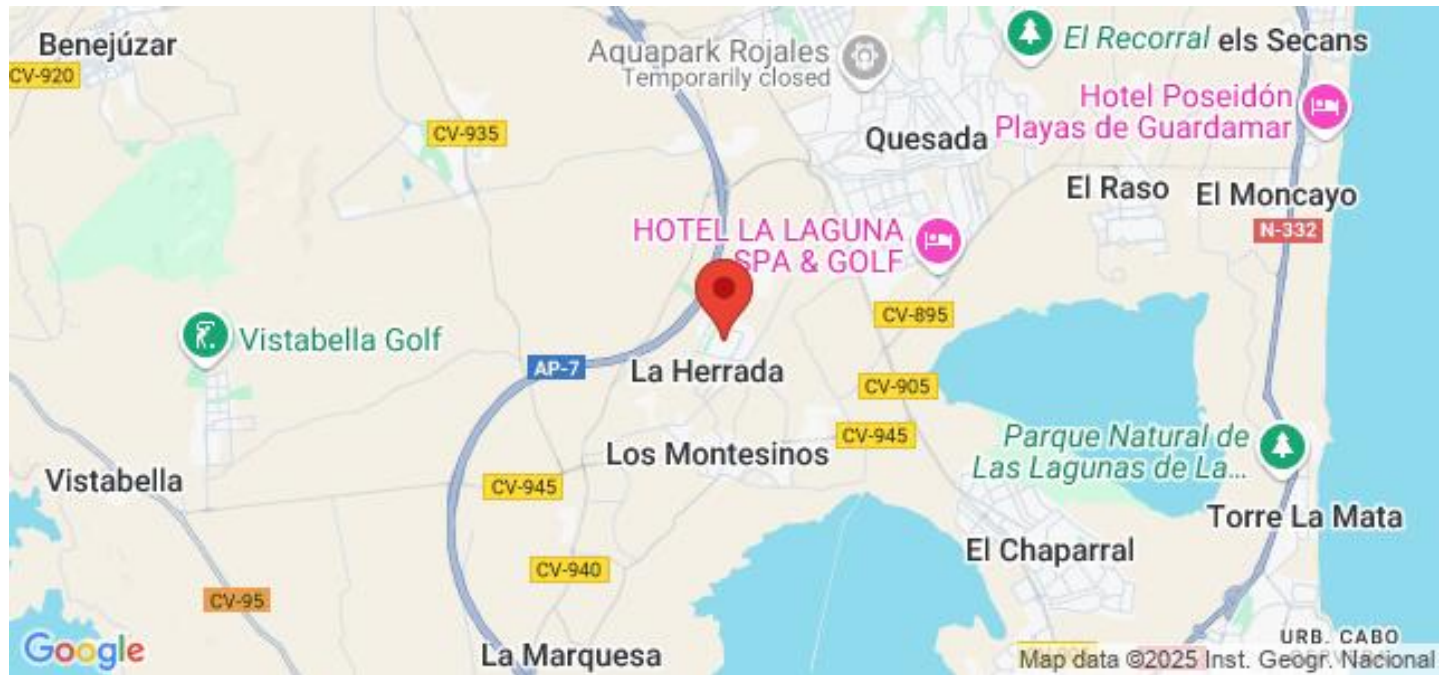 Benejúzar
CV-920
Aquapark Rojales
Temporarily closed
El Recorral
els Secans
Hotel Poseidón
Playas de Guardamar
CV-935
Quesada
El Raso
El Moncayo
N-332
HOTEL LA LAGUNA
SPA & GOLF
CV-895
Vistabella Golf
AP-7
La Herrada
CV-905
CV-945
Los Montesinos
Parque Natural de
Las Lagunas de La...
Vistabella
CV-945
Torre La Mata
El Chaparral
CV-940
CV-95
URB. CABO
Google
La Marquesa
Map data ©2025 Inst. Geogr. Nacional